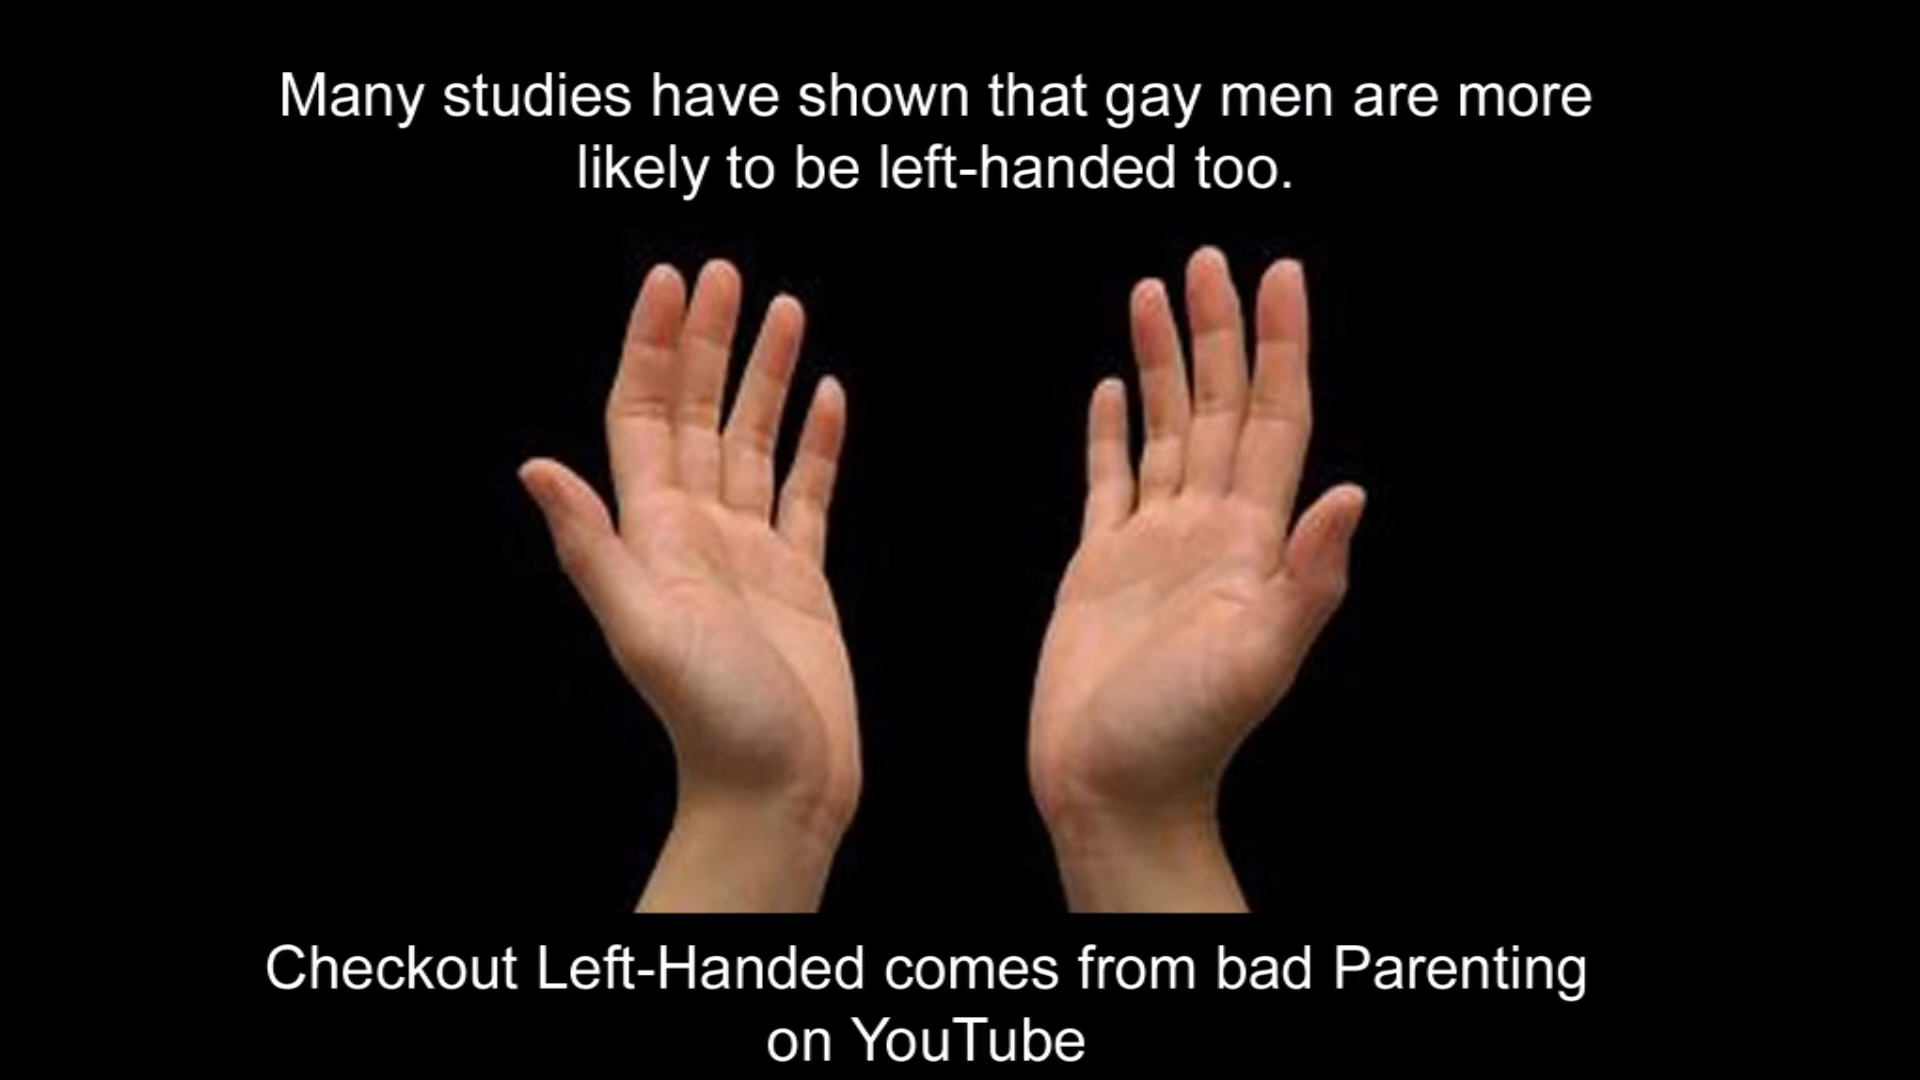 Many studies have shown that gay men are more
likely to be left-handed too.
Checkout Left-Handed comes from bad Parenting
on YouTube